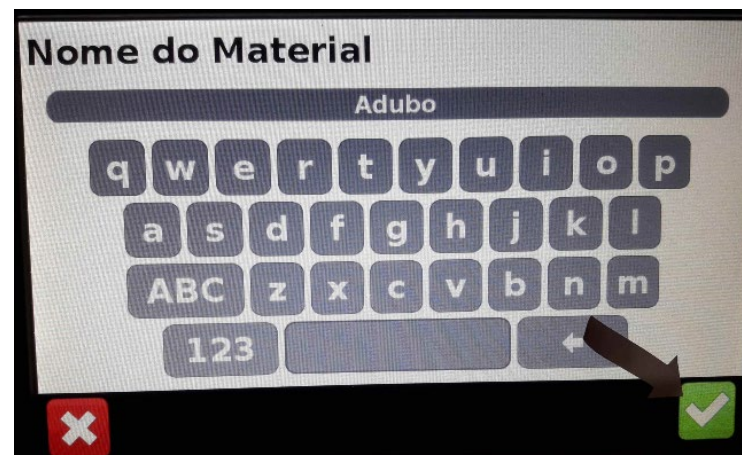 Nome do Material
Adubo
q w e r t y u i o p
a s d f g h j k l
ABC z x c v b n m
123